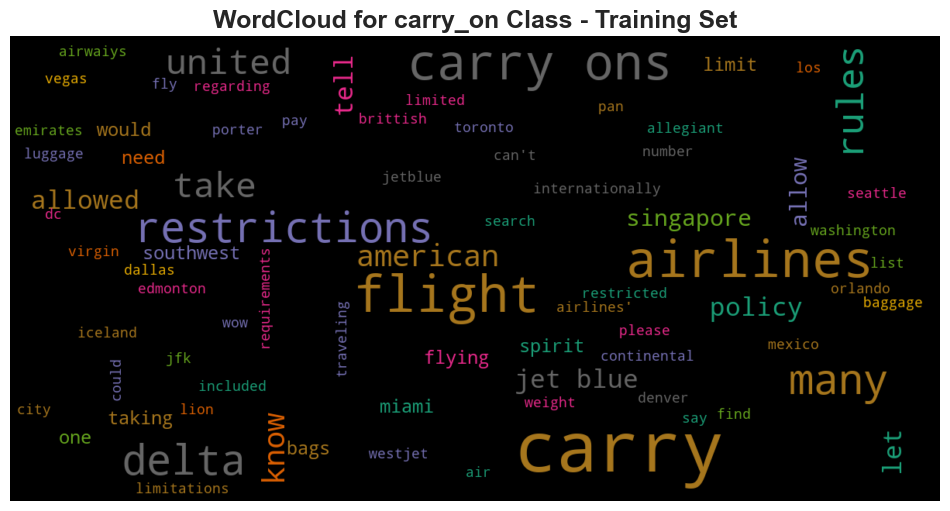 WordCloud for carry_on Class - Training Set
airwaiys
vegas
fly
united
regarding
tell
carry ons
limit
los
rules
limited
brittish
pan
emirates
would
porter
pay
toronto
allegiant
luggage
need
can't
number
jetblue
internationally
take
allowed
allow
seattle
dc
restrictions
search
singapore
washington
virgin
southwest
american
airlines
list
dallas
edmonton
requirements
flight
restricted
airlines'
orlando
baggage
policy
iceland
wow
traveling
please
mexico
jfk
flying
spirit
continental
could
included
jet blue
many
denver
city
taking
lion
miami
weight
say
find
one
know
bags
carry
let
delta
westjet
air
limitations